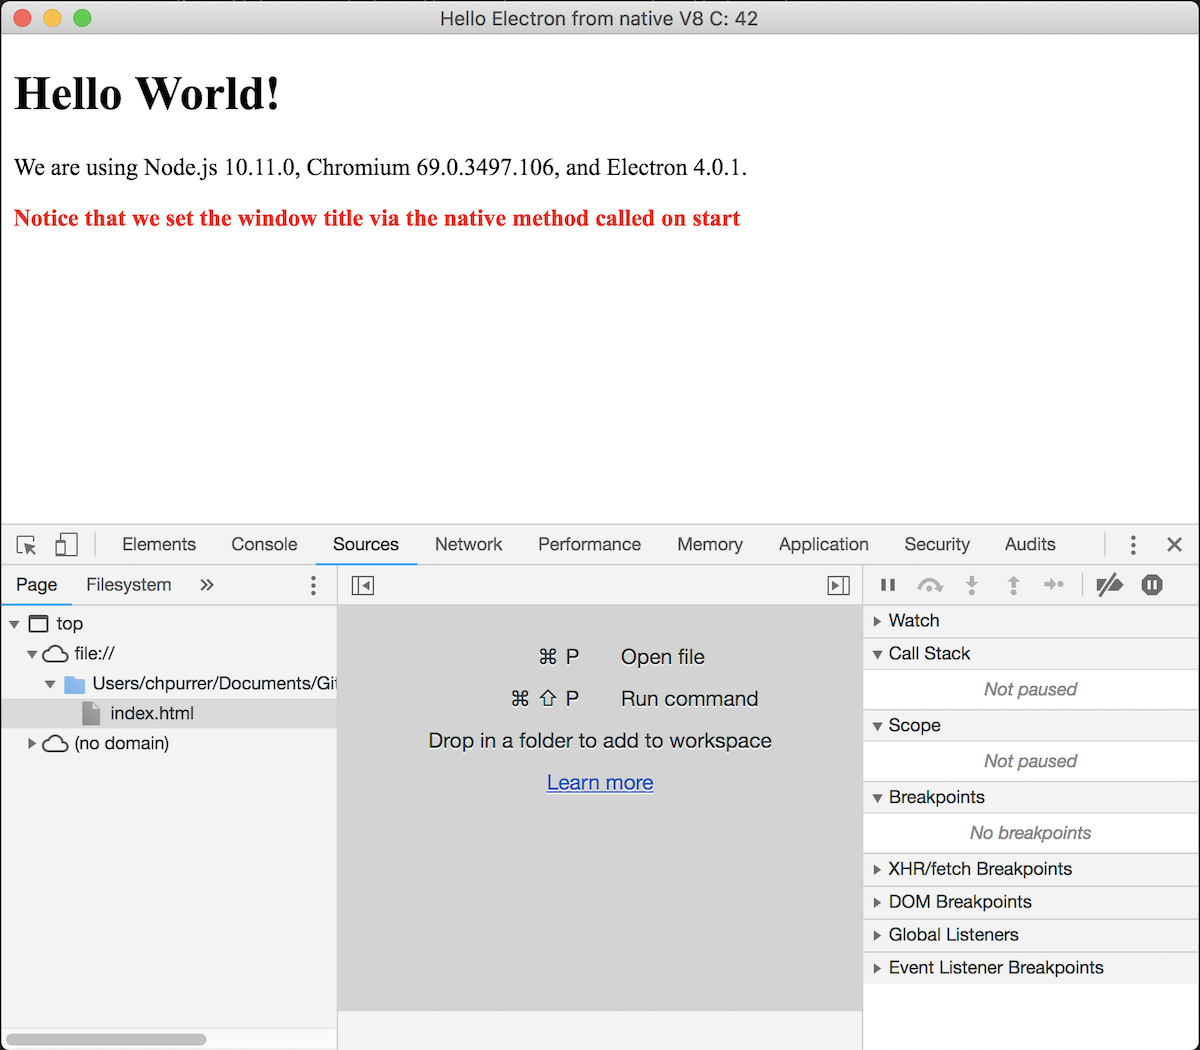 Hello Electron from native V8 C: 42
Hello World!
We are using Node.js 10.11.0, Chromium 69.0.3497.106, and Electron 4.0.1.
Notice that we set the window title via the native method called on start
Elements Console Sources Network Performance Memory Application Security Audits
Page Filesystem »
top
file://
Users/chpurrer/Documents/Git
index.html
(no domain)
⌘ P Open file
⌘ ⇧ P Run command
Drop in a folder to add to workspace
Learn more
Watch
Call Stack
Not paused
Scope
Not paused
Breakpoints
No breakpoints
XHR/fetch Breakpoints
DOM Breakpoints
Global Listeners
Event Listener Breakpoints